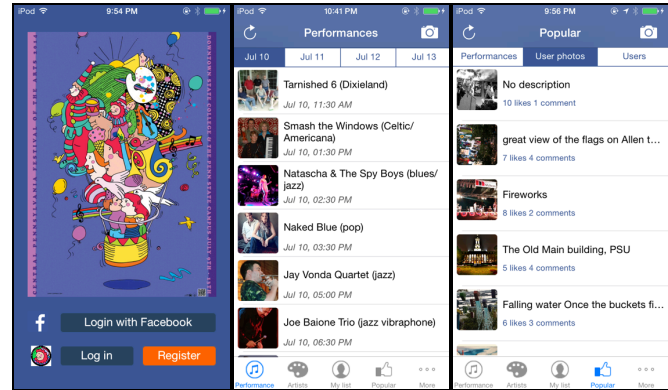 iPod
9:54 PM
Login with Facebook
Log in
Register
iPod
10:41 PM
Performances
Jul 10
Jul 11
Jul 12
Jul 13
Tarnished 6 (Dixieland)
Jul 10, 11:30 AM
Smash the Windows (Celtic/
Americana)
Jul 10, 01:30 PM
Natascha & The Spy Boys (blues/
jazz)
Jul 10, 02:30 PM
Naked Blue (pop)
Jul 10, 03:30 PM
Jay Vonda Quartet (jazz)
Jul 10, 05:00 PM
Joe Baione Trio (jazz vibraphone)
Jul 10, 06:30 PM
Performance
Artists
My list
Popular
More
iPod
9:56 PM
Popular
Performances
User photos
Users
No description
10 likes 1 comment
great view of the flags on Allen t...
7 likes 4 comments
Fireworks
8 likes 2 comments
The Old Main building, PSU
5 likes 4 comments
Falling water Once the buckets fi...
6 likes 3 comments
Performance
Artists
My list
Popular
More